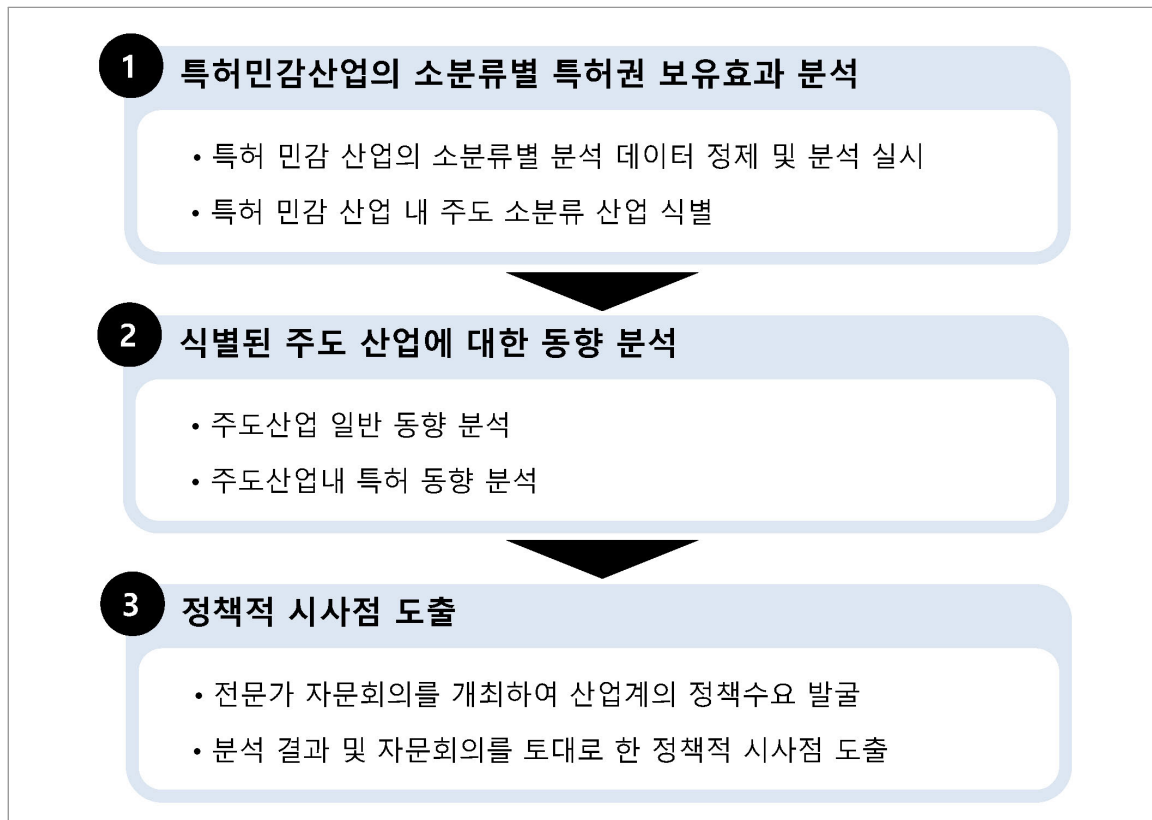 1 특허민감산업의 소분류별 특허권 보유효과 분석
• 특허 민감 산업의 소분류별 분석 데이터 정제 및 분석 실시
• 특허 민감 산업 내 주도 소분류 산업 식별
2 식별된 주도 산업에 대한 동향 분석
• 주도산업 일반 동향 분석
• 주도산업내 특허 동향 분석
3 정책적 시사점 도출
• 전문가 자문회의를 개최하여 산업계의 정책수요 발굴
• 분석 결과 및 자문회의를 토대로 한 정책적 시사점 도출